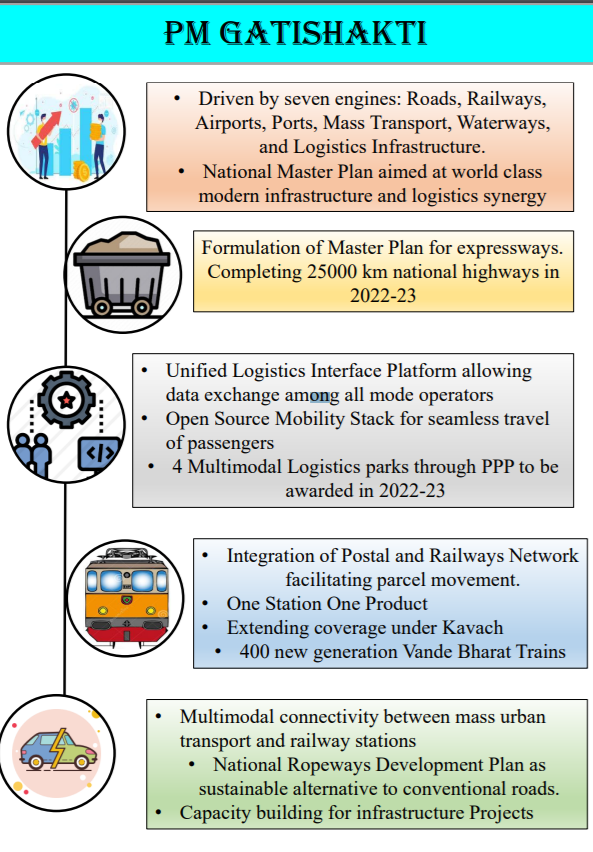 PM GATISHAKTI
• Driven by seven engines: Roads, Railways,
Airports, Ports, Mass Transport, Waterways,
and Logistics Infrastructure.
• National Master Plan aimed at world class
modern infrastructure and logistics synergy
Formulation of Master Plan for expressways.
Completing 25000 km national highways in
2022-23
• Unified Logistics Interface Platform allowing
data exchange among all mode operators
• Open Source Mobility Stack for seamless travel
of passengers
• 4 Multimodal Logistics parks through PPP to be
awarded in 2022-23
</>
• Integration of Postal and Railways Network
facilitating parcel movement.
• One Station One Product
• Extending coverage under Kavach
• 400 new generation Vande Bharat Trains
• Multimodal connectivity between mass urban
transport and railway stations
• National Ropeways Development Plan as
sustainable alternative to conventional roads.
• Capacity building for infrastructure Projects